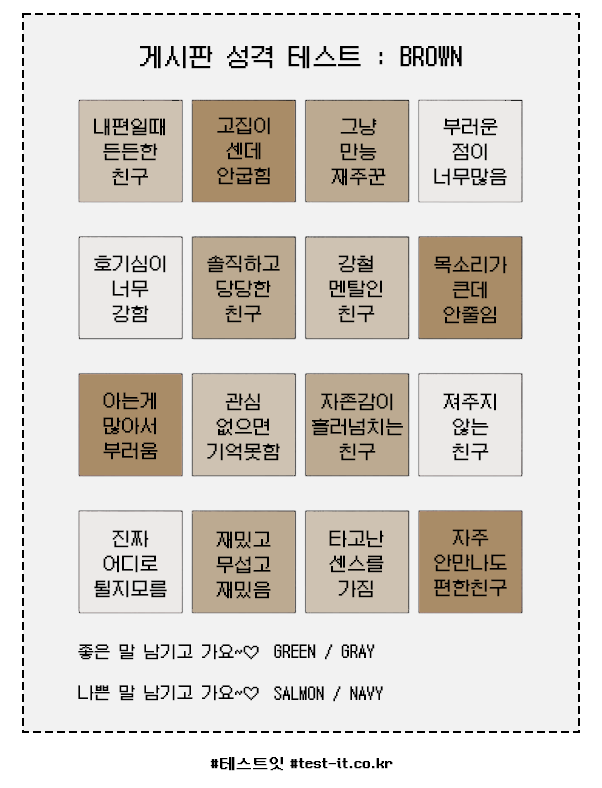 게시판 성격 테스트 : BROWN
내편일때
든든한
친구
고집이
센데
안굽힘
그냥
만능
재주꾼
부러운
점이
너무많음
호기심이
너무
강함
솔직하고
당당한
친구
강철
멘탈인
친구
목소리가
큰데
안줄임
아는게
많아서
부러움
관심
없으면
기억못함
자존감이
흘러넘치는
친구
져주지
않는
친구
진짜
어디로
튈지모름
재밌고
무섭고
재밌음
타고난
센스를
가짐
자주
안만나도
편한친구
좋은 말 남기고 가요~♡ GREEN / GRAY
나쁜 말 남기고 가요~♡ SALMON / NAVY
#테스트잇 #test-it.co.kr